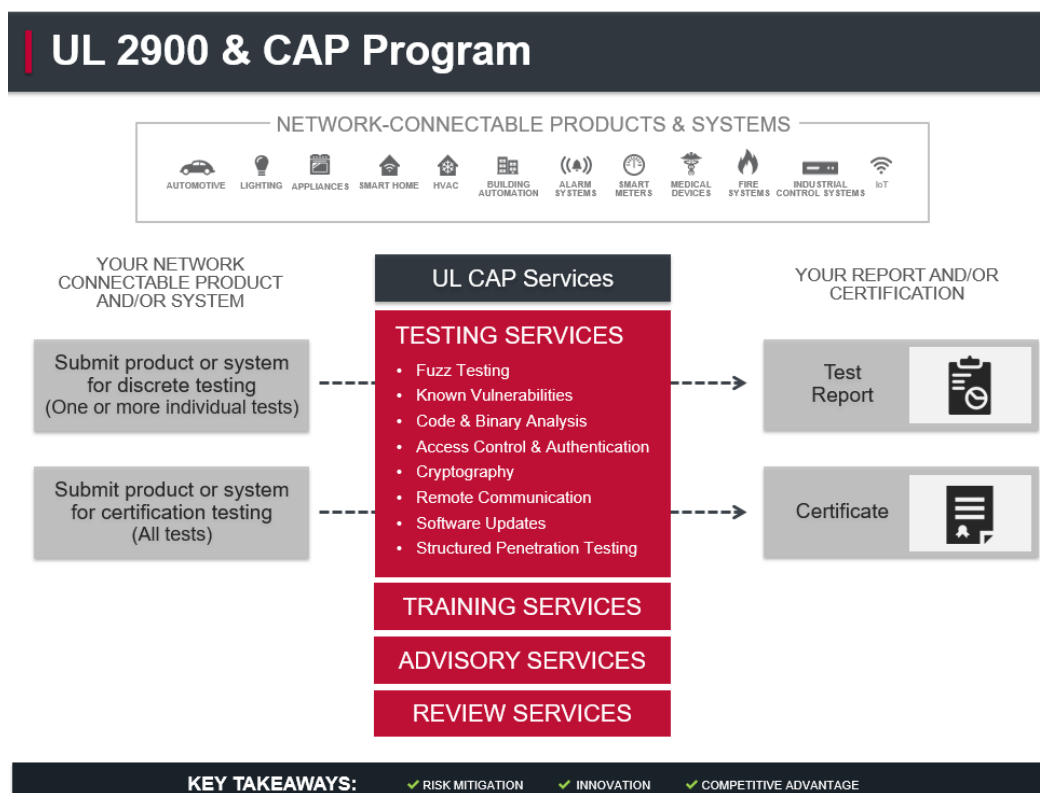 UL 2900 & CAP Program
NETWORK-CONNECTABLE PRODUCTS & SYSTEMS
AUTOMOTIVE
LIGHTING
APPLIANCES
SMART HOME
HVAC
BUILDING
AUTOMATION
ALARM
SYSTEMS
SMART
METERS
MEDICAL
DEVICES
FIRE
SYSTEMS
INDUSTRIAL
CONTROL SYSTEMS
IoT
YOUR NETWORK
CONNECTABLE PRODUCT
AND/OR SYSTEM
Submit product or system
for discrete testing
(One or more individual tests)
Submit product or system
for certification testing
(All tests)
UL CAP Services
TESTING SERVICES
• Fuzz Testing
• Known Vulnerabilities
• Code & Binary Analysis
• Access Control & Authentication
• Cryptography
• Remote Communication
• Software Updates
• Structured Penetration Testing
TRAINING SERVICES
ADVISORY SERVICES
REVIEW SERVICES
YOUR REPORT AND/OR
CERTIFICATION
Test
Report
Certificate
KEY TAKEAWAYS: ✓ RISK MITIGATION ✓ INNOVATION ✓ COMPETITIVE ADVANTAGE